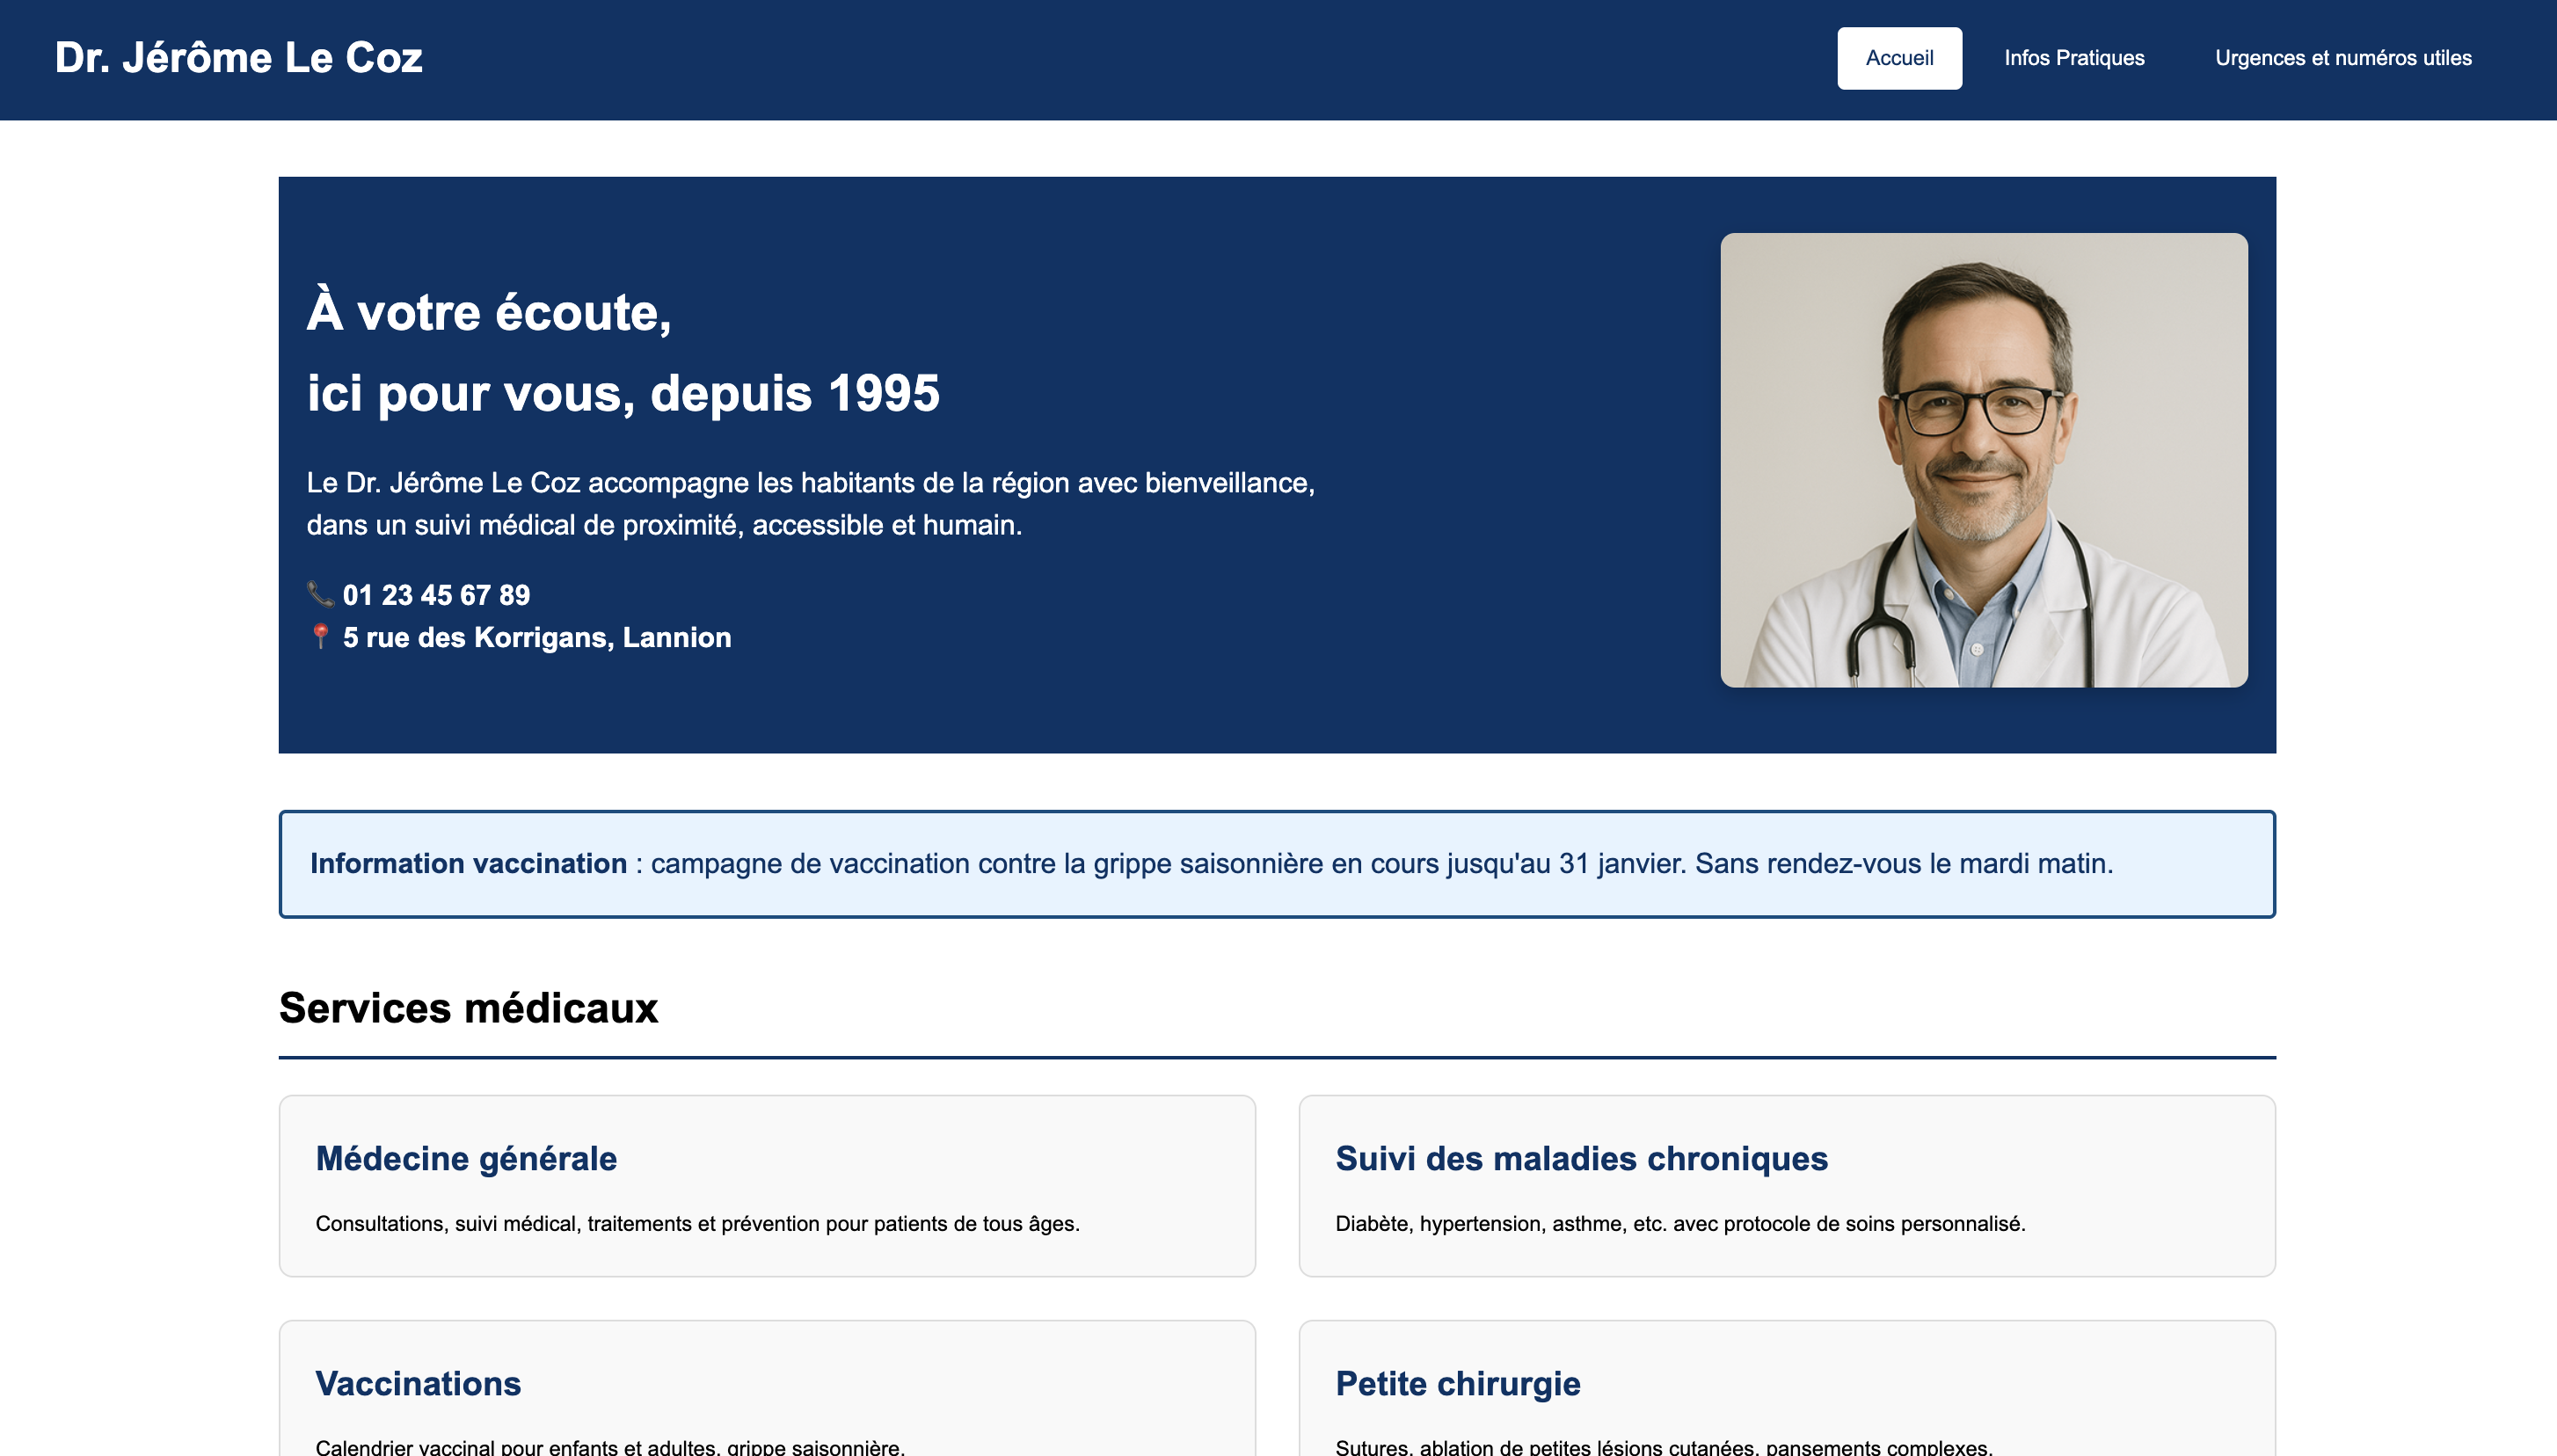 Dr. Jérôme Le Coz
Accueil
Infos Pratiques
Urgences et numéros utiles
À votre écoute,
ici pour vous, depuis 1995
Le Dr. Jérôme Le Coz accompagne les habitants de la région avec bienveillance,
dans un suivi médical de proximité, accessible et humain.
📞 01 23 45 67 89
📍 5 rue des Korrigans, Lannion
Information vaccination : campagne de vaccination contre la grippe saisonnière en cours jusqu'au 31 janvier. Sans rendez-vous le mardi matin.
Services médicaux
Médecine générale
Consultations, suivi médical, traitements et prévention pour patients de tous âges.
Suivi des maladies chroniques
Diabète, hypertension, asthme, etc. avec protocole de soins personnalisé.
Vaccinations
Calendrier vaccinal pour enfants et adultes, grippe saisonnière.
Petite chirurgie
Sutures, ablation de petites lésions cutanées, pansements complexes.